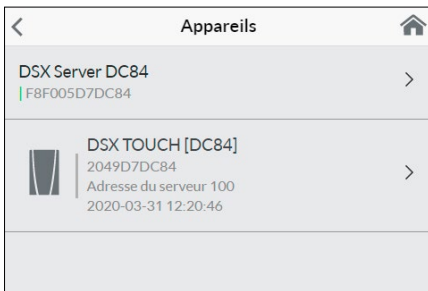 Appareils
DSX Server DC84
F8F005D7DC84
DSX TOUCH [DC84]
2049D7DC84
Adresse du serveur 100
2020-03-31 12:20:46